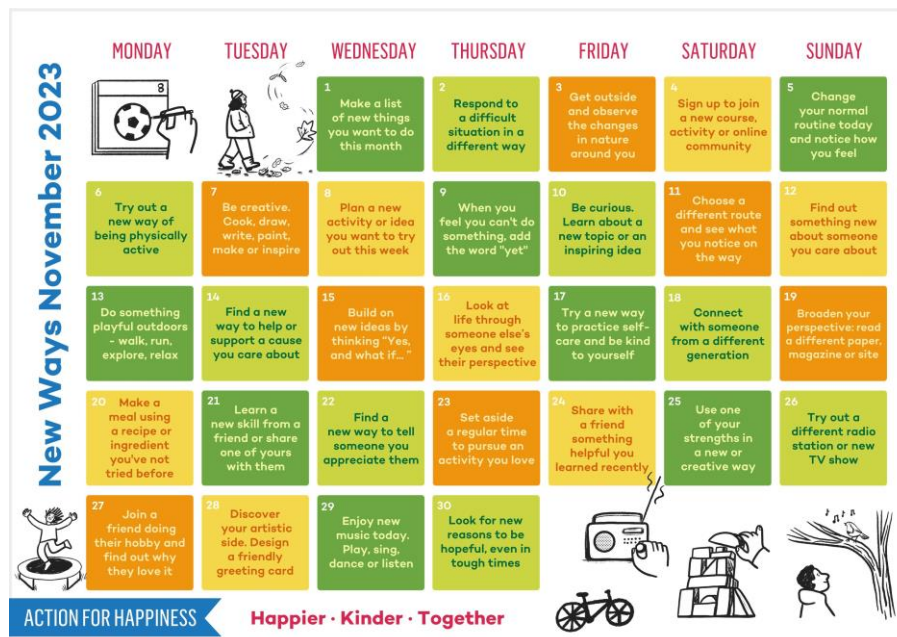 New Ways November 2023
MONDAY
TUESDAY
WEDNESDAY
THURSDAY
FRIDAY
SATURDAY
SUNDAY
8
1
Make a list
of new things
you want to do
this month
2
Respond to
a difficult
situation in a
different way
3
Get outside
and observe
the changes
in nature
around you
4
Sign up to join
a new course,
activity or online
community
5
Change
your normal
routine today
and notice how
you feel
6
Try out a
new way of
being physically
active
7
Be creative.
Cook, draw,
write, paint,
make or inspire
8
Plan a new
activity or idea
you want to try
out this week
9
When you
feel you can't do
something, add
the word "yet"
10
Be curious.
Learn about a
new topic or an
inspiring idea
11
Choose a
different route
and see what
you notice on
the way
12
Find out
something new
about someone
you care about
13
Do something
playful outdoors
- walk, run,
explore, relax
14
Find a new
way to help or
support a cause
you care about
15
Build on
new ideas by
thinking "Yes,
and what if... "
16
Look at
life through
someone else's
eyes and see
their perspective
17
Try a new way
to practice self-
care and be kind
to yourself
18
Connect
with someone
from a different
generation
19
Broaden your
perspective: read
a different paper,
magazine or site
20
Make a
meal using
a recipe or
ingredient
you've not
tried before
21
Learn a
new skill from a
friend or share
one of yours
with them
22
Find a
new way to tell
someone you
appreciate them
23
Set aside
a regular time
to pursue an
activity you love
24
Share with
a friend
something
helpful you
learned recently
25
Use one
of your
strengths in
a new or
creative way
26
Try out a
different radio
station or new
TV show
27
Join a
friend doing
their hobby and
find out why
they love it
28
Discover
your artistic
side. Design
a friendly
greeting card
29
Enjoy new
music today.
Play, sing,
dance or listen
30
Look for new
reasons to be
hopeful, even in
tough times
ACTION FOR HAPPINESS
Happier · Kinder · Together